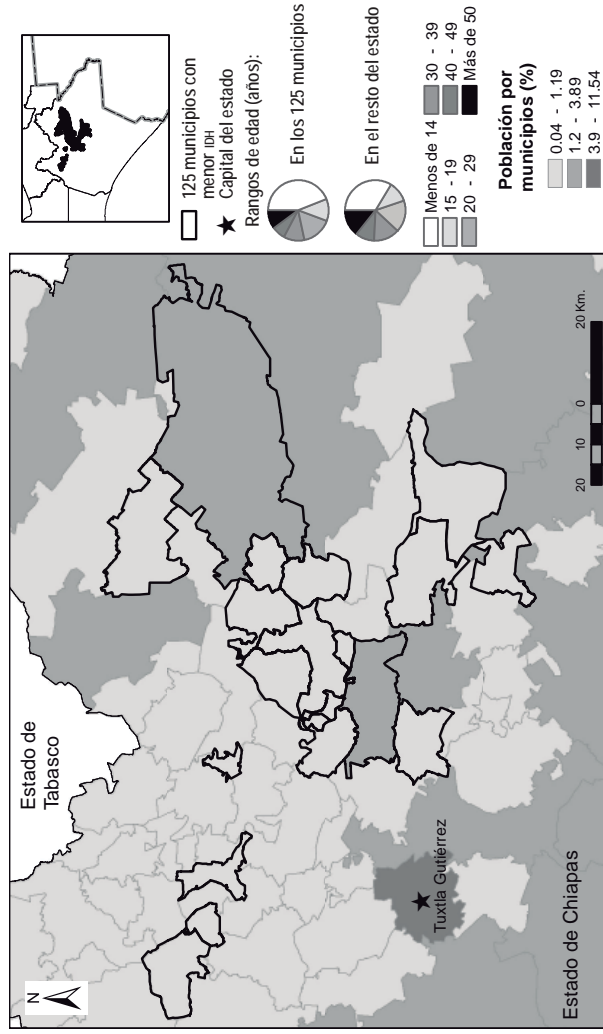 N
Estado de
Tabasco
Tuxtla Gutiérrez
Estado de Chiapas
20 10 0 20 Km.
125 municipios con
menor IDH
Capital del estado
Rangos de edad (años):
En los 125 municipios
En el resto del estado
Menos de 14
15 - 19
20 - 29
30 - 39
40 - 49
Más de 50
Población por
municipios (%)
0.04 - 1.19
1.2 - 3.89
3.9 - 11.54